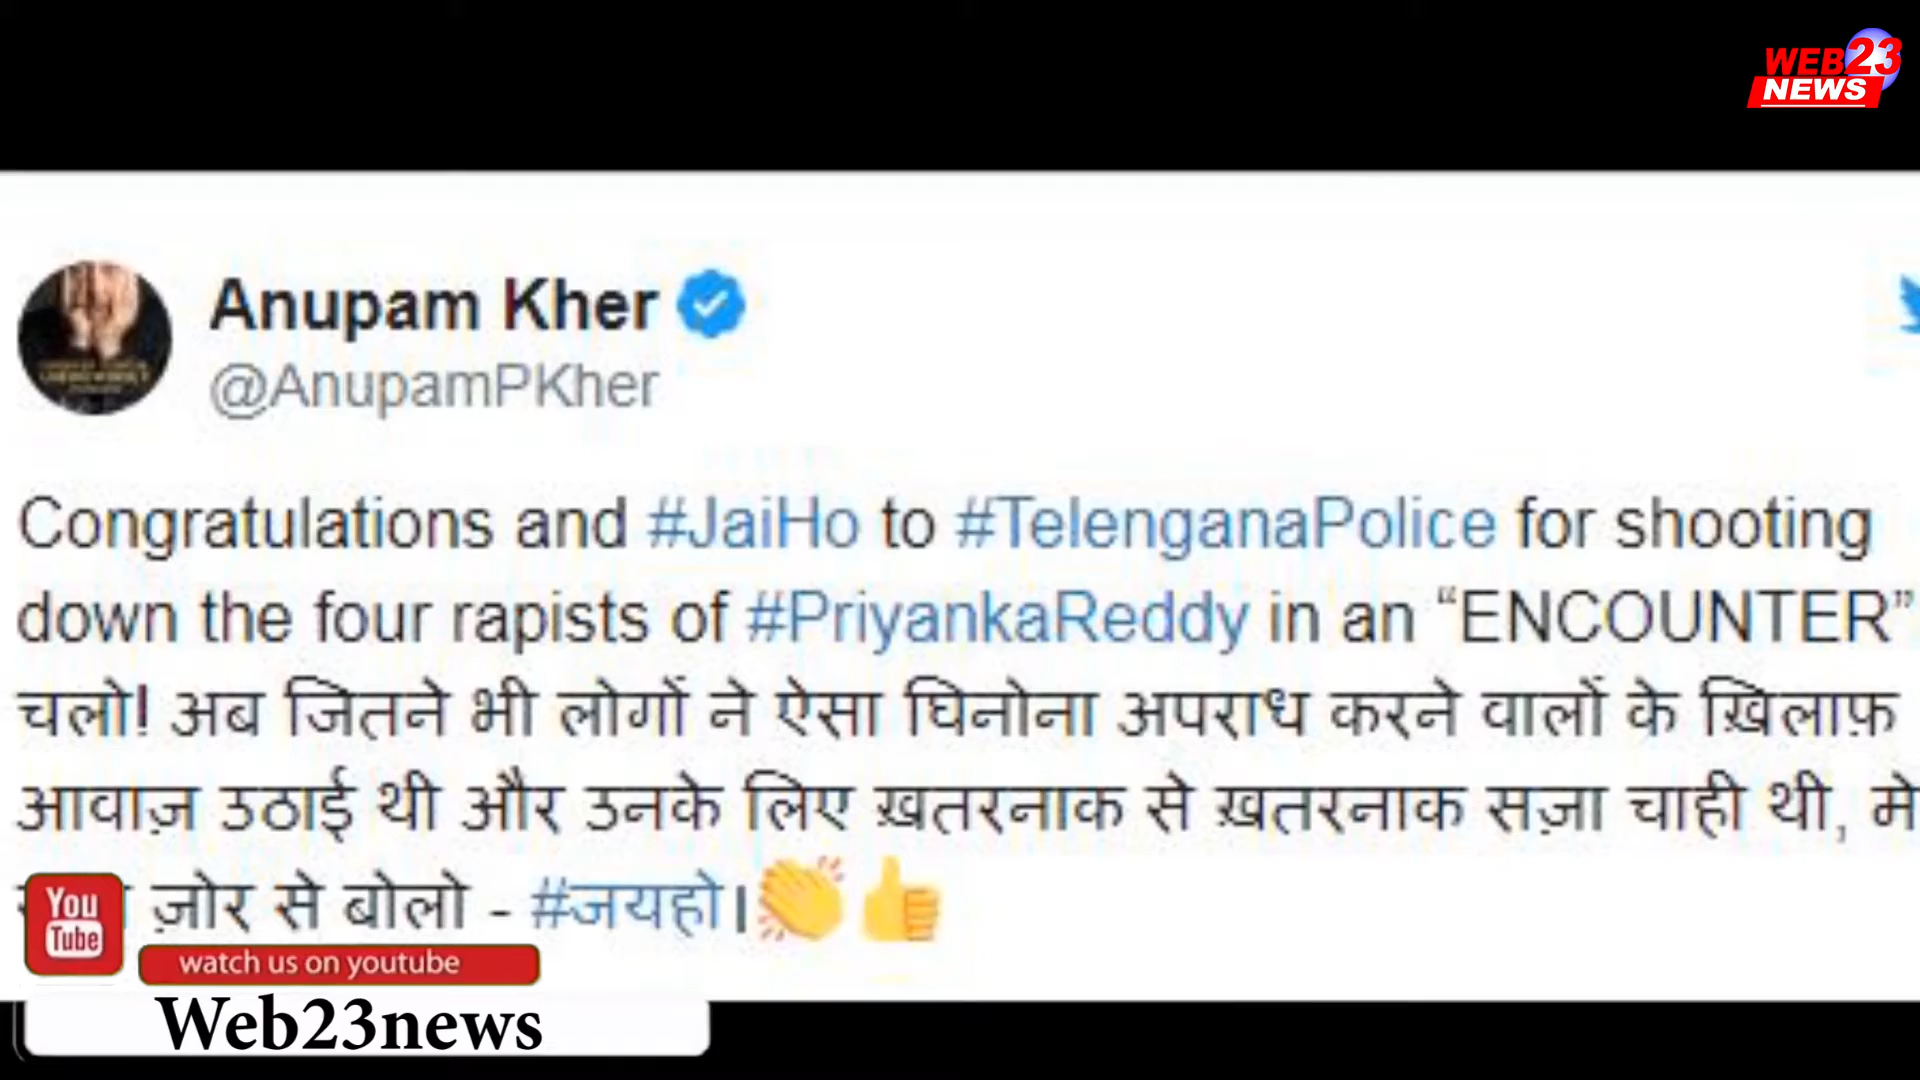 WEB 23
NEWS
Anupam Kher
@AnupamPKher
Congratulations and #JaiHo to #TelenganaPolice for shooting
down the four rapists of #PriyankaReddy in an “ENCOUNTER”
चलो! अब जितने भी लोगों ने ऐसा घिनोना अपराध करने वालों के ख़िलाफ़
आवाज़ उठाई थी और उनके लिए ख़तरनाक से ख़तरनाक सज़ा चाही थी, मे
ज़ोर से बोलो - #जयहो।👏👍
You
Tube
watch us on youtube
Web23news